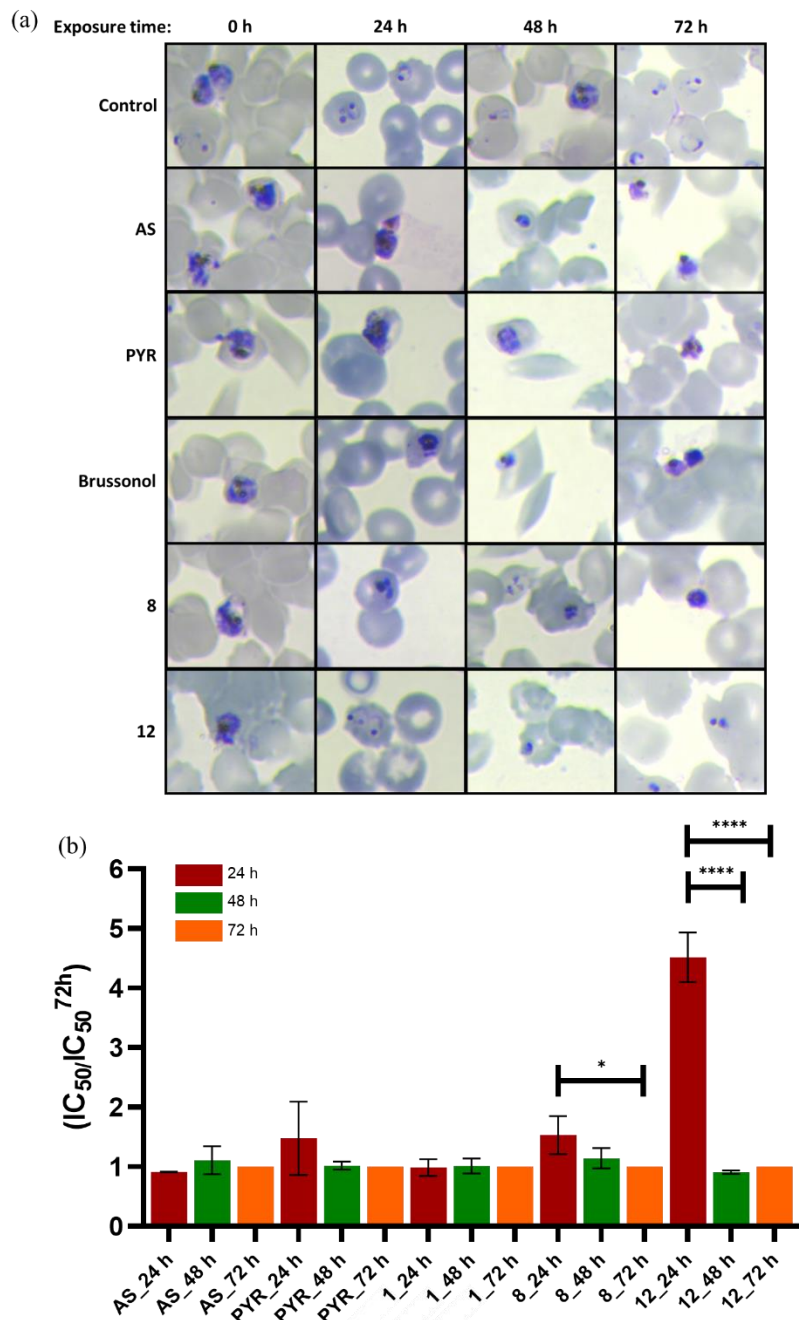 (a) Exposure time: 0 h 24 h 48 h 72 h
Control
AS
PYR
Brussonol
8
12
(b)
****
****
*
24 h
48 h
72 h
(IC50/IC50 72h)
6
5
4
3
2
1
0
AS_24 h
AS_48 h
AS_72 h
PYR_24 h
PYR_48 h
PYR_72 h
1_24 h
1_48 h
1_72 h
8_24 h
8_48 h
8_72 h
12_24 h
12_48 h
12_72 h